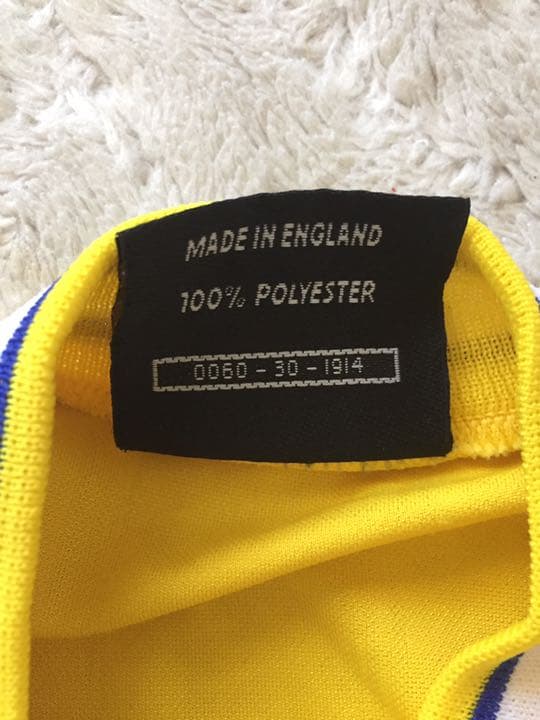 MADE IN ENGLAND
100% POLYESTER
0060 - 30 - 1914